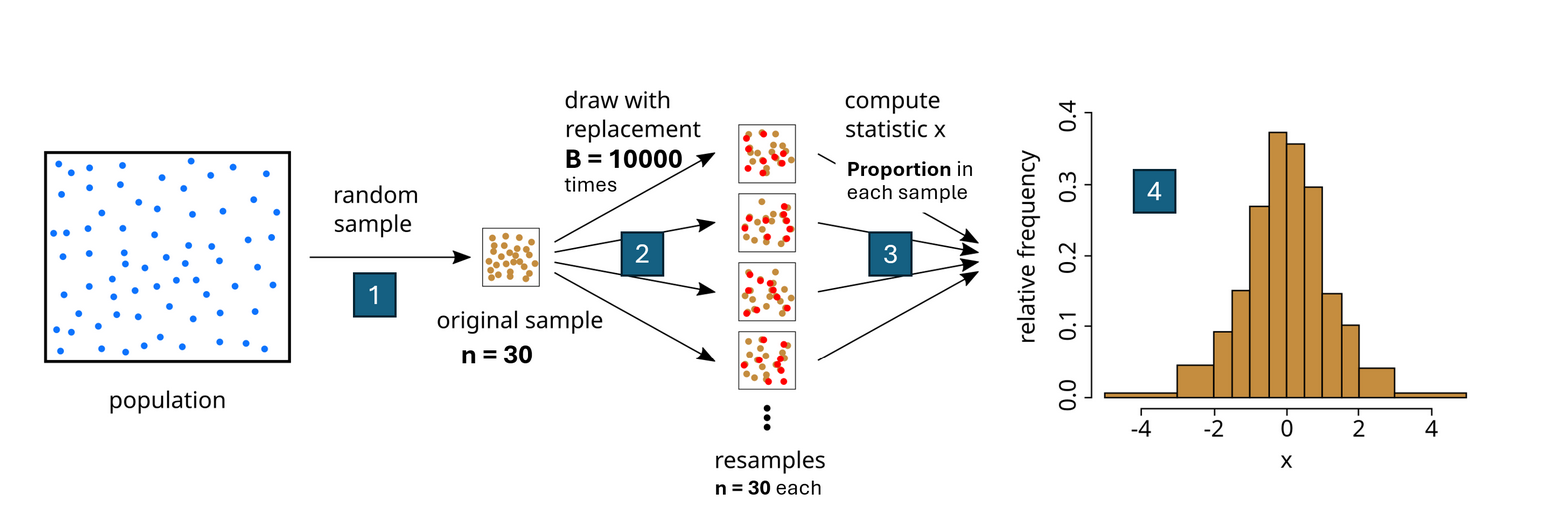 population
random
sample
1
original sample
n = 30
draw with
replacement
B = 10000
times
2
resamples
n = 30 each
compute
statistic x
Proportion in
each sample
3
4
relative frequency
0.0
0.1
0.2
0.3
0.4
-4
-2
0
2
4
x